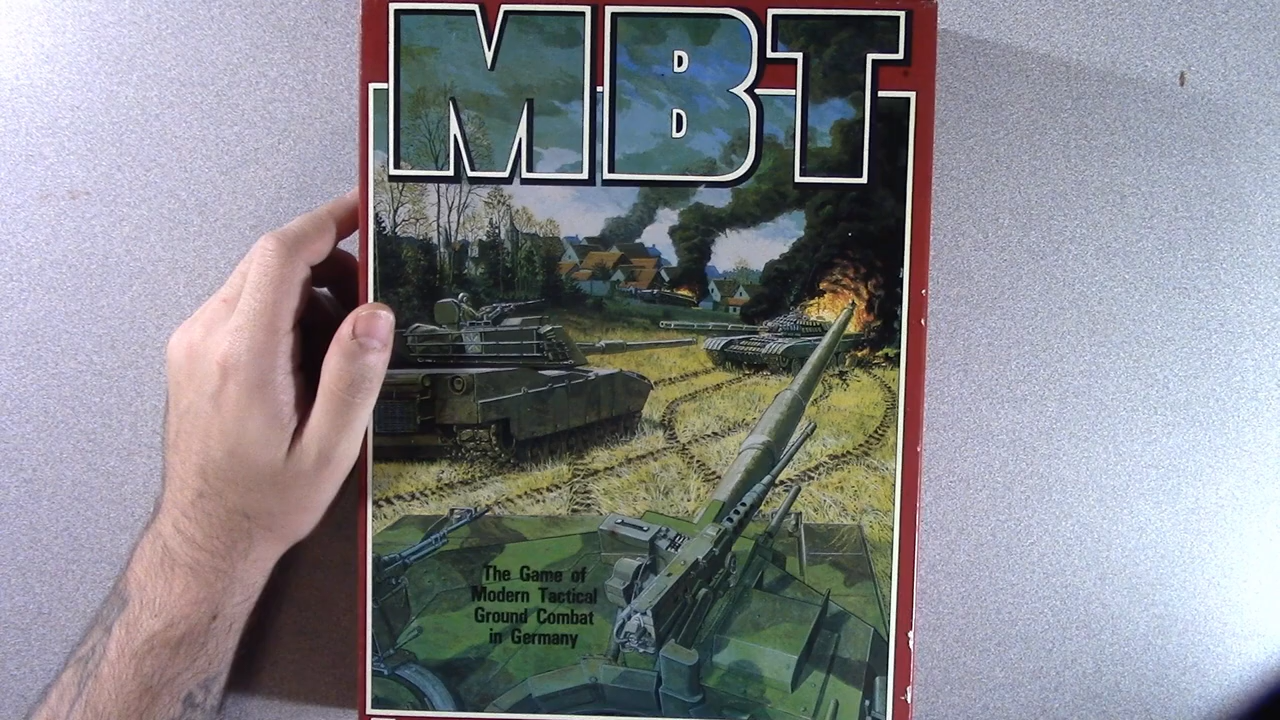 MBT
The Game of
Modern Tactical
Ground Combat
in Germany